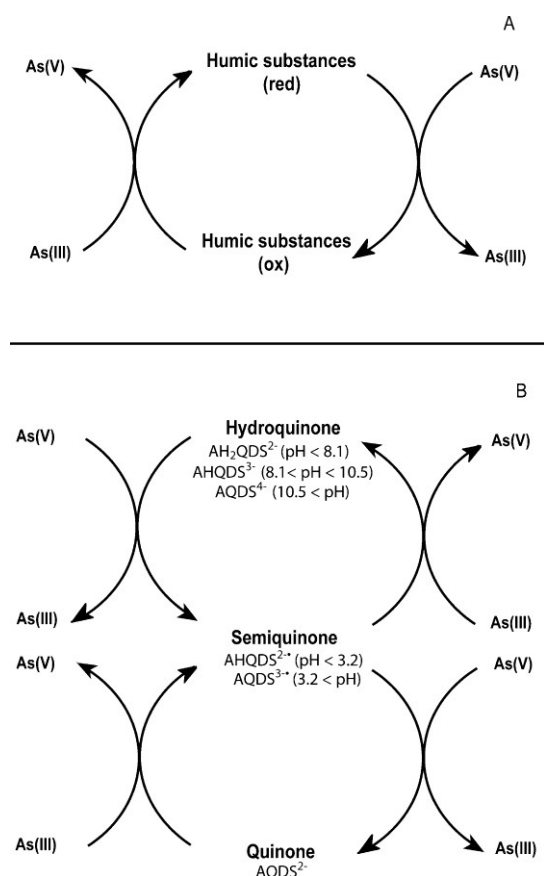 A
As(V)
Humic substances
(red)
As(V)
As(III)
Humic substances
(ox)
As(III)
B
As(V)
Hydroquinone
AH₂QDS²⁻ (pH < 8.1)
AHQDS³⁻ (8.1< pH < 10.5)
AQDS⁴⁻ (10.5 < pH)
As(V)
As(III)
Semiquinone
As(III)
As(V)
AHQDS²⁻• (pH < 3.2)
AQDS³⁻• (3.2 < pH)
As(V)
As(III)
Quinone
AQDS²⁻
As(III)